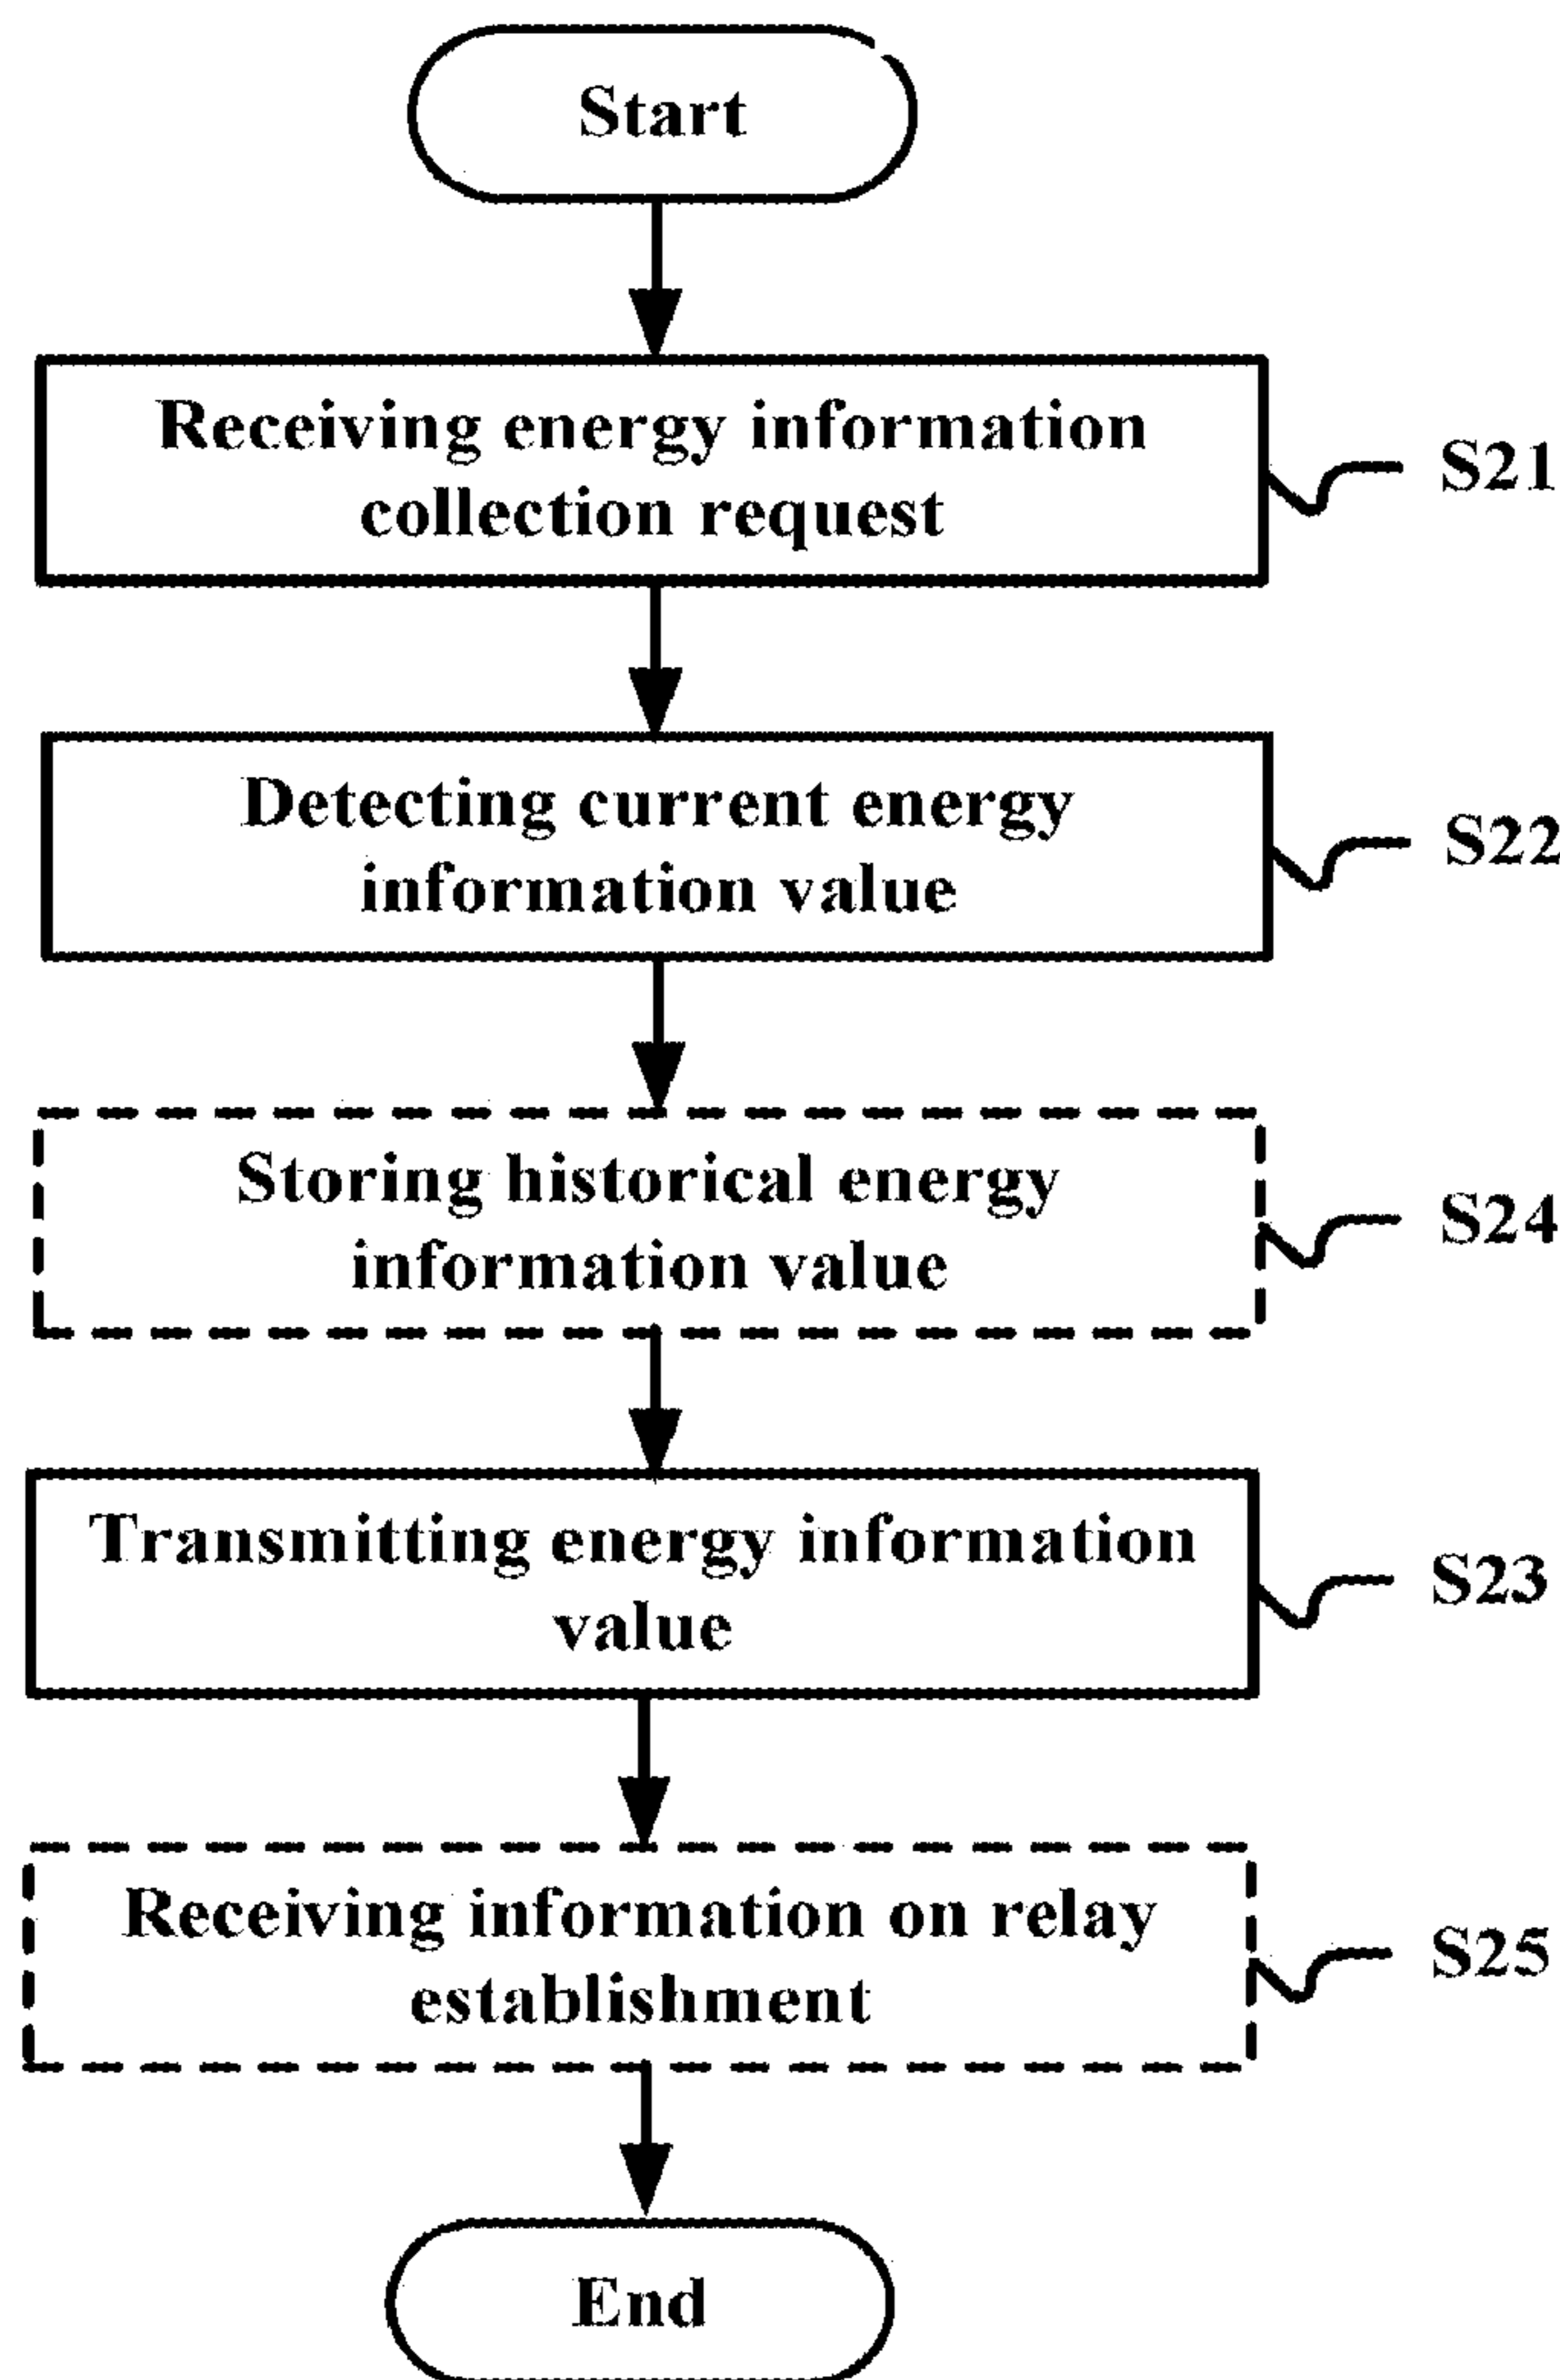 Start
Receiving energy information
collection request
S21
Detecting current energy
information value
S22
Storing historical energy
information value
S24
Transmitting energy information
value
S23
Receiving information on relay
establishment
S25
End